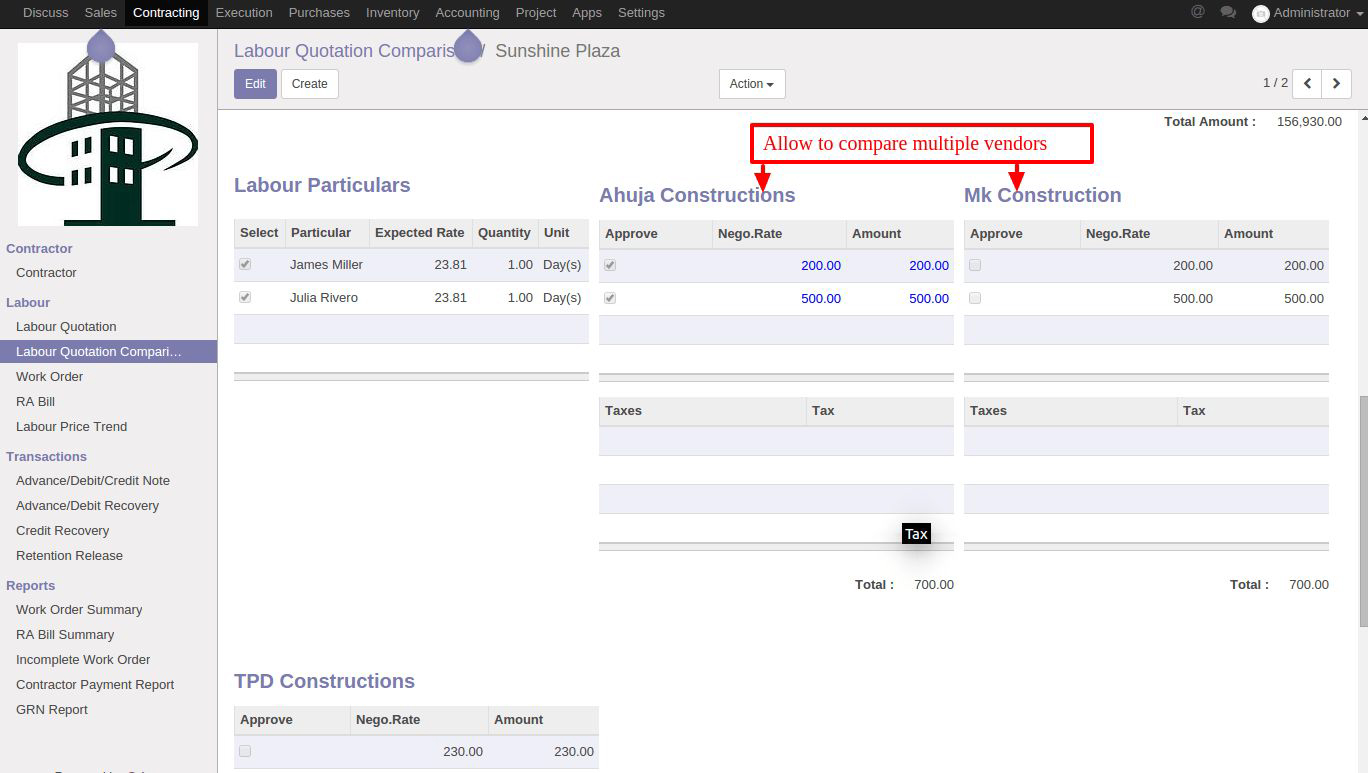 Discuss Sales Contracting Execution Purchases Inventory Accounting Project Apps Settings @ Administrator
Labour Quotation Comparis / Sunshine Plaza
Edit Create Action 1 / 2
Total Amount : 156,930.00
Allow to compare multiple vendors
Labour Particulars Ahuja Constructions Mk Construction
Select Particular Expected Rate Quantity Unit Approve Nego.Rate Amount Approve Nego.Rate Amount
James Miller 23.81 1.00 Day(s) 200.00 200.00 200.00 200.00
Julia Rivero 23.81 1.00 Day(s) 500.00 500.00 500.00 500.00
Taxes Tax Taxes Tax
Tax
Total : 700.00 Total : 700.00
TPD Constructions
Approve Nego.Rate Amount
230.00 230.00
Contractor
Contractor
Labour
Labour Quotation
Labour Quotation Compari…
Work Order
RA Bill
Labour Price Trend
Transactions
Advance/Debit/Credit Note
Advance/Debit Recovery
Credit Recovery
Retention Release
Reports
Work Order Summary
RA Bill Summary
Incomplete Work Order
Contractor Payment Report
GRN Report